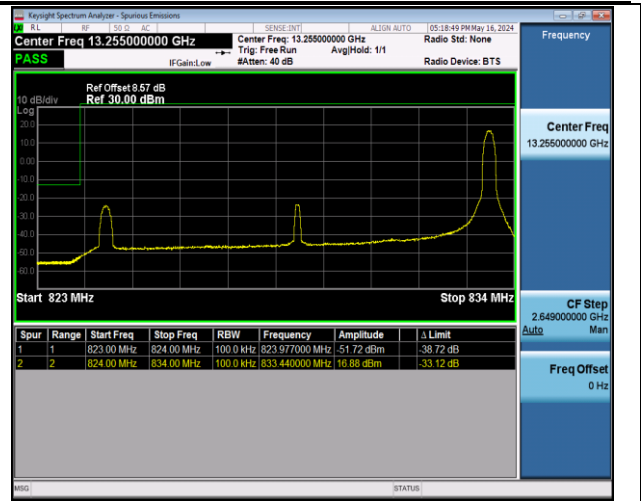 Keysight Spectrum Analyzer - Spurious Emissions
RL RF 50 Ω AC SENSE:INT ALIGN AUTO 05:18:49 PM May 16, 2024
Center Freq 13.255000000 GHz
Center Freq: 13.255000000 GHz
Radio Std: None
Frequency
Trig: Free Run Avg|Hold: 1/1
PASS
IFGain:Low
#Atten: 40 dB
Radio Device: BTS
Ref Offset 8.57 dB
10 dB/div Ref 30.00 dBm
Log
20.0
10.0
0.00
-10.0
-20.0
-30.0
-40.0
-50.0
-60.0
Start 823 MHz
Stop 834 MHz
Center Freq
13.255000000 GHz
CF Step
2.649000000 GHz
Auto Man
Freq Offset
0 Hz
Spur Range Start Freq Stop Freq RBW Frequency Amplitude Δ Limit
1 1 823.00 MHz 824.00 MHz 100.0 kHz 823.977000 MHz -51.72 dBm -38.72 dB
2 2 824.00 MHz 834.00 MHz 100.0 kHz 833.440000 MHz 16.88 dBm -33.12 dB
MSG
STATUS